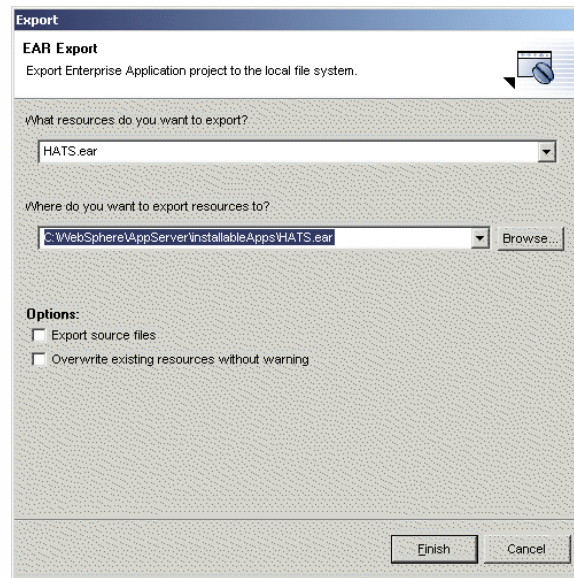 Export
EAR Export
Export Enterprise Application project to the local file system.
What resources do you want to export?
HATS.ear
Where do you want to export resources to?
C:\WebSphere\AppServer\installableApps\HATS.ear
Browse...
Options:
Export source files
Overwrite existing resources without warning
Finish
Cancel